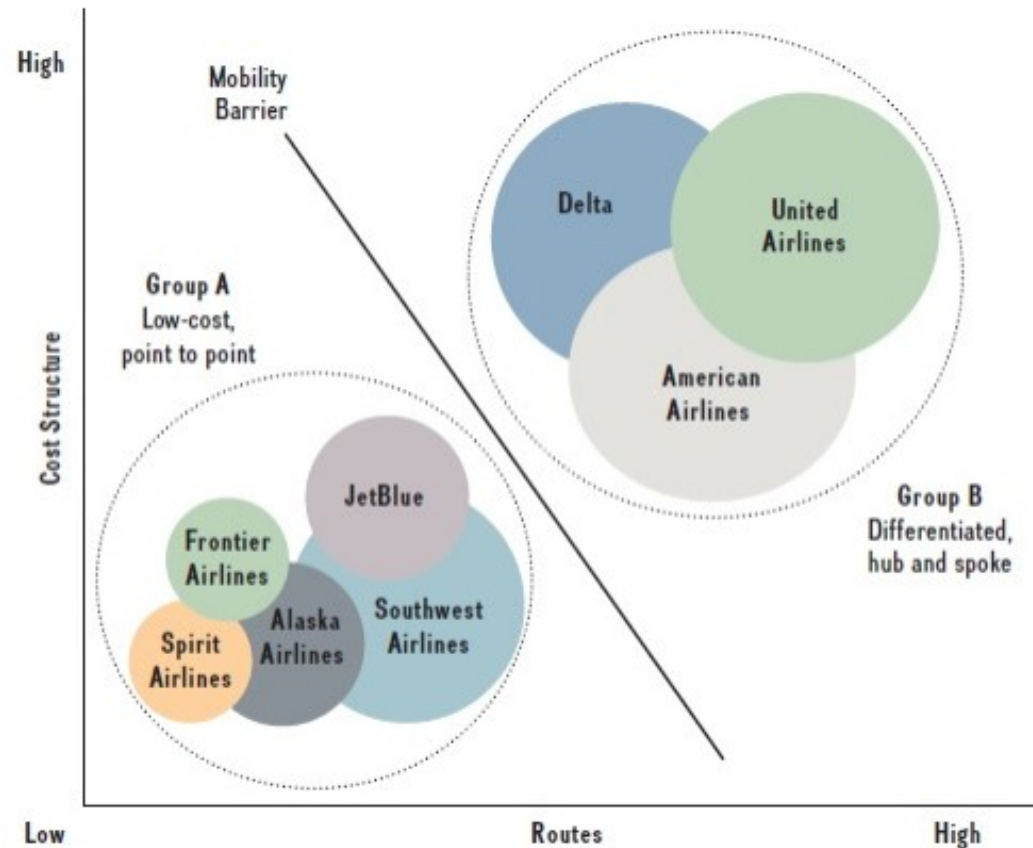 High
Mobility
Barrier
Delta
United
Airlines
Group A
Low-cost,
point to point
American
Airlines
Cost Structure
JetBlue
Group B
Differentiated,
hub and spoke
Frontier
Airlines
Alaska
Airlines
Southwest
Airlines
Spirit
Airlines
Low
Routes
High